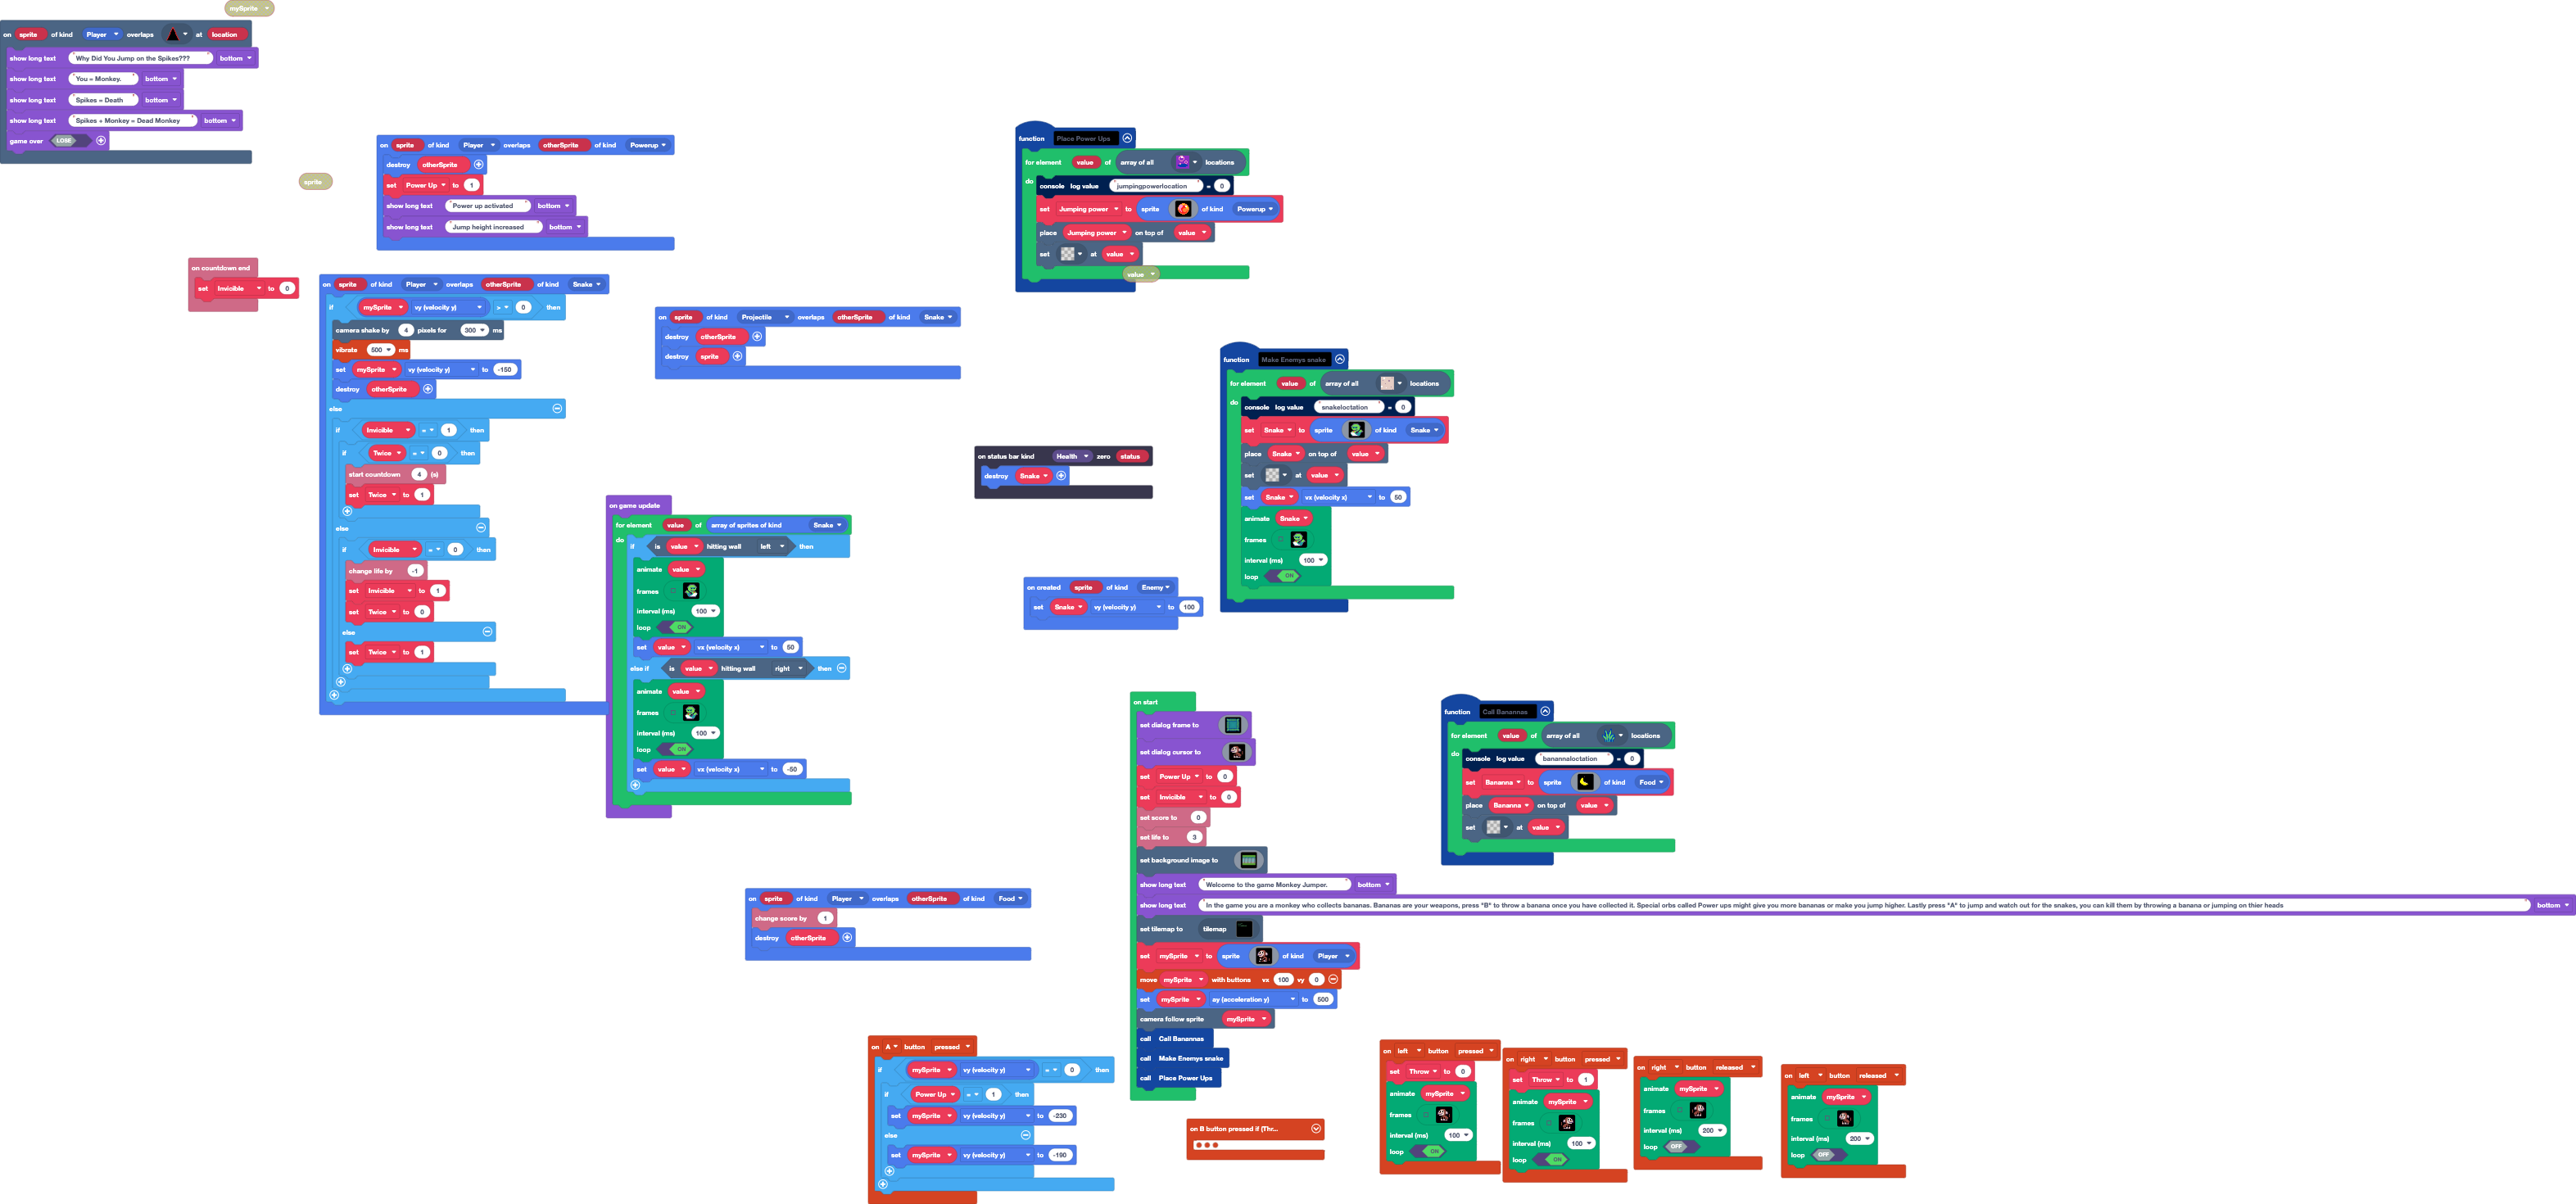 mySprite
on sprite of kind Player overlaps at location
show long text "Why Did You Jump on the Spikes???" bottom
show long text "You = Monkey." bottom
show long text "Spikes = Death" bottom
show long text "Spikes + Monkey = Dead Monkey" bottom
game over LOSE
sprite
on sprite of kind Player overlaps otherSprite of kind Powerup
destroy otherSprite
set Power Up to 1
show long text "Power up activated" bottom
show long text "Jump height increased" bottom
on countdown end
set Invicible to 0
on sprite of kind Player overlaps otherSprite of kind Snake
if mySprite vy (velocity y) > 0 then
camera shake by 4 pixels for 300 ms
vibrate 500 ms
set mySprite vy (velocity y) to -150
destroy otherSprite
else
if Invicible = 1 then
if Twice = 0 then
start countdown 4 (s)
set Twice to 1
else
if Invicible = 0 then
change life by -1
set Invicible to 1
set Twice to 0
else
set Twice to 1
on sprite of kind Projectile overlaps otherSprite of kind Snake
destroy otherSprite
destroy sprite
on game update
for element value of array of sprites of kind Snake
do if is value hitting wall left then
animate value
frames
interval (ms) 100
loop ON
set value vx (velocity x) to 50
else if is value hitting wall right then
animate value
frames
interval (ms) 100
loop ON
set value vx (velocity x) to -50
function Place Power Ups
for element value of array of all locations
do console log value "jumpingpowerlocation" = 0
set Jumping power to sprite of kind Powerup
place Jumping power on top of value
set at value
value
on status bar kind Health zero status
destroy Snake
on created sprite of kind Enemy
set Snake vy (velocity y) to 100
function Make Enemys snake
for element value of array of all locations
do console log value "snakeloctation" = 0
set Snake to sprite of kind Snake
place Snake on top of value
set at value
set Snake vx (velocity x) to 50
animate Snake
frames
interval (ms) 100
loop ON
on start
set dialog frame to
set dialog cursor to
set Power Up to 0
set Invicible to 0
set score to 0
set life to 3
set background image to
show long text "Welcome to the game Monkey Jumper." bottom
show long text "In the game you are a monkey who collects bananas. Bananas are your weapons, press "B" to throw a banana once you have collected it. Special orbs called Power ups might give you more bananas or make you jump higher. Lastly press "A" to jump and watch out for the snakes, you can kill them by throwing a banana or jumping on thier heads" bottom
set tilemap to tilemap
set mySprite to sprite of kind Player
move mySprite with buttons vx 100 vy 0
set mySprite ay (acceleration y) to 500
camera follow sprite mySprite
call Call Banannas
call Make Enemys snake
call Place Power Ups
function Call Banannas
for element value of array of all locations
do console log value "banannaloctation" = 0
set Bananna to sprite of kind Food
place Bananna on top of value
set at value
on sprite of kind Player overlaps otherSprite of kind Food
change score by 1
destroy otherSprite
on A button pressed
if mySprite vy (velocity y) = 0 then
if Power Up = 1 then
set mySprite vy (velocity y) to -230
else
set mySprite vy (velocity y) to -190
on B button pressed if (Thr...
on left button pressed
set Throw to 0
animate mySprite
frames
interval (ms) 100
loop ON
on right button pressed
set Throw to 1
animate mySprite
frames
interval (ms) 100
loop ON
on right button released
animate mySprite
frames
interval (ms) 200
loop OFF
on left button released
animate mySprite
frames
interval (ms) 200
loop OFF